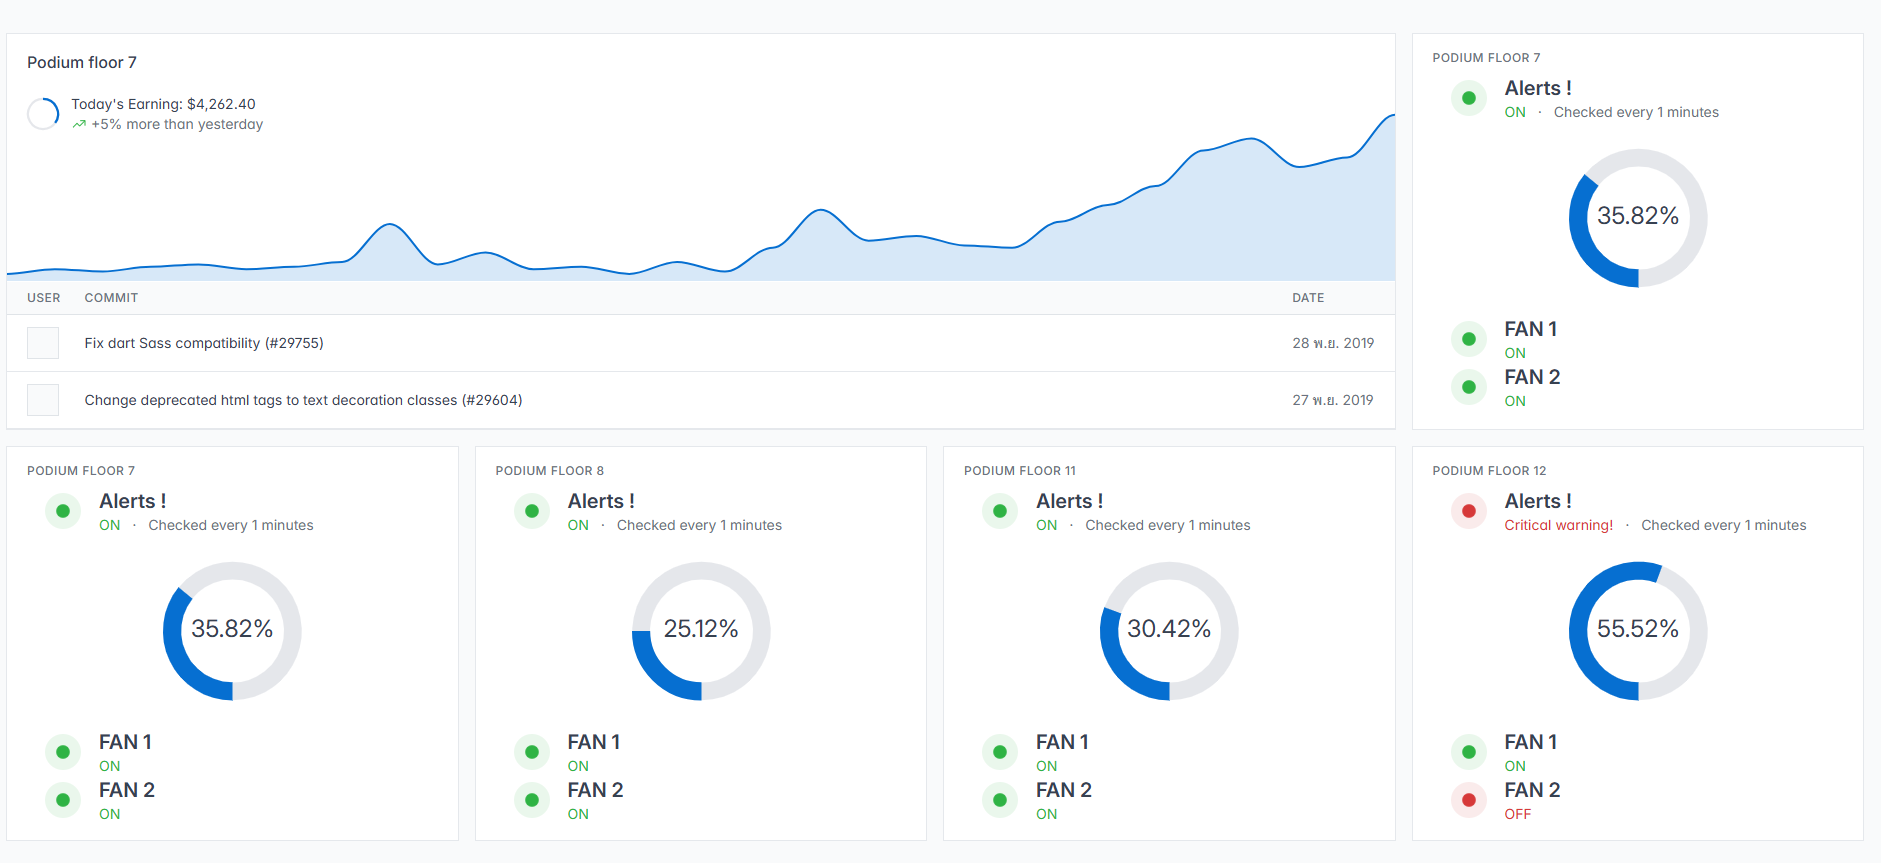 Podium floor 7
Today's Earning: $4,262.40
+5% more than yesterday
USER COMMIT DATE
Fix dart Sass compatibility (#29755) 28 พ.ย. 2019
Change deprecated html tags to text decoration classes (#29604) 27 พ.ย. 2019
PODIUM FLOOR 7
Alerts !
ON · Checked every 1 minutes
35.82%
FAN 1
ON
FAN 2
ON
PODIUM FLOOR 7
Alerts !
ON · Checked every 1 minutes
35.82%
FAN 1
ON
FAN 2
ON
PODIUM FLOOR 8
Alerts !
ON · Checked every 1 minutes
25.12%
FAN 1
ON
FAN 2
ON
PODIUM FLOOR 11
Alerts !
ON · Checked every 1 minutes
30.42%
FAN 1
ON
FAN 2
ON
PODIUM FLOOR 12
Alerts !
Critical warning! · Checked every 1 minutes
55.52%
FAN 1
ON
FAN 2
OFF